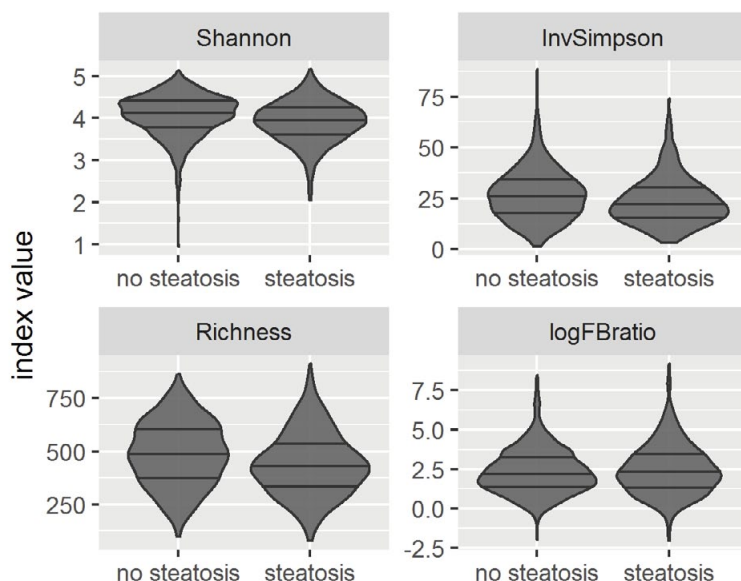 Shannon
InvSimpson
5
4
3
2
1
75
50
25
0
no steatosis
steatosis
no steatosis
steatosis
index value
Richness
logFBratio
750
500
250
7.5
5.0
2.5
0.0
-2.5
no steatosis
steatosis
no steatosis
steatosis